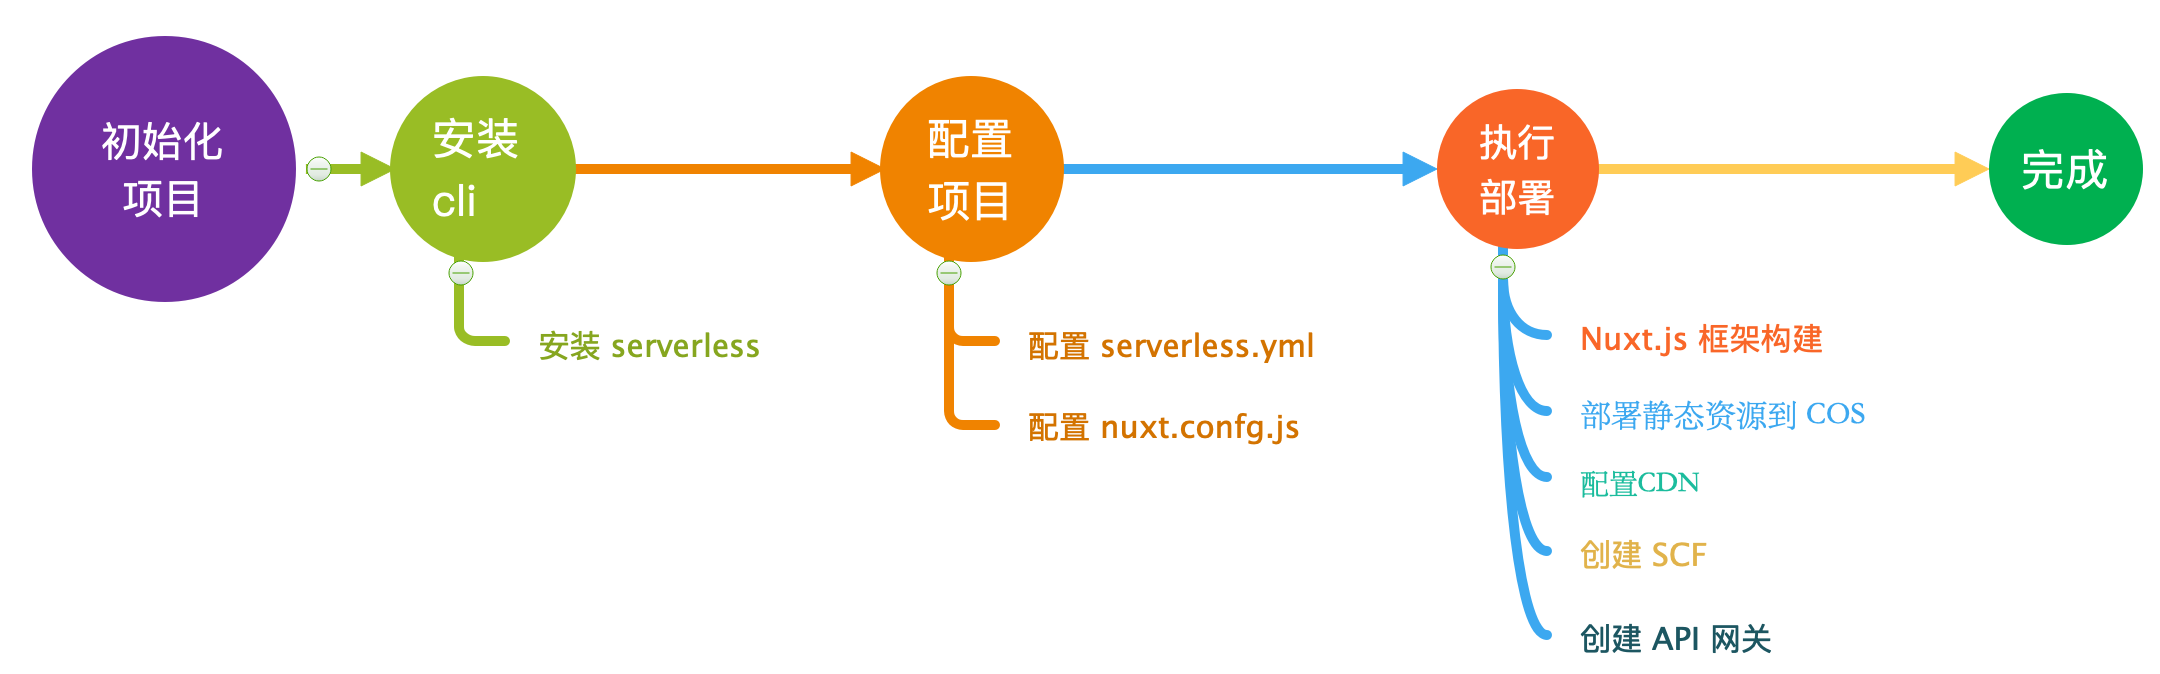 初始化
项目
安装
cli
配置
项目
执行
部署
完成
安装 serverless
配置 serverless.yml
配置 nuxt.confg.js
Nuxt.js 框架构建
部署静态资源到 COS
配置CDN
创建 SCF
创建 API 网关